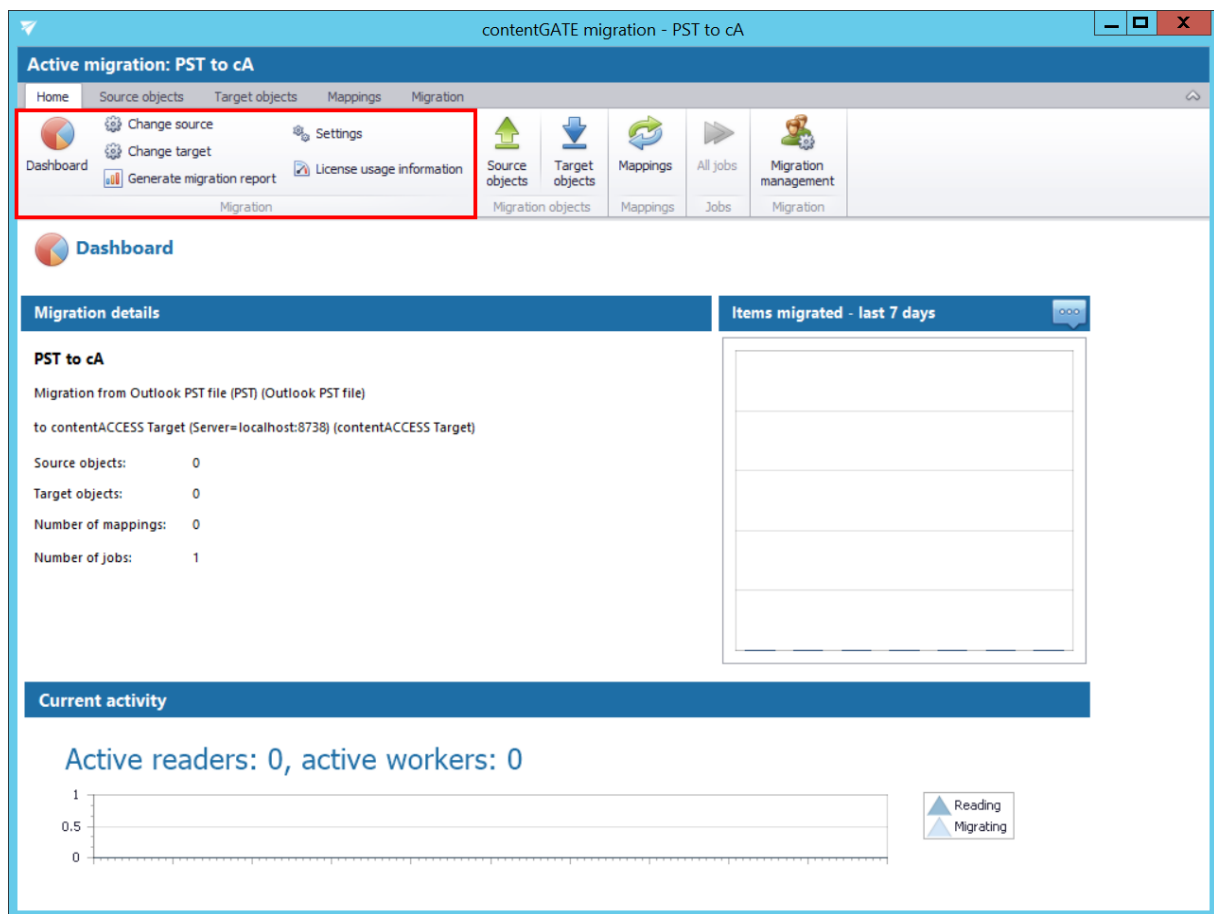 contentGATE migration - PST to cA
Active migration: PST to cA
Home Source objects Target objects Mappings Migration
Dashboard
Change source
Change target
Generate migration report
Settings
License usage information
Migration
Source objects
Target objects
Migration objects
Mappings
Mappings
All jobs
Jobs
Migration management
Migration
Dashboard
Migration details
PST to cA
Migration from Outlook PST file (PST) (Outlook PST file)
to contentACCESS Target (Server=localhost:8738) (contentACCESS Target)
Source objects: 0
Target objects: 0
Number of mappings: 0
Number of jobs: 1
Items migrated - last 7 days
Current activity
Active readers: 0, active workers: 0
1
0.5
0
Reading
Migrating